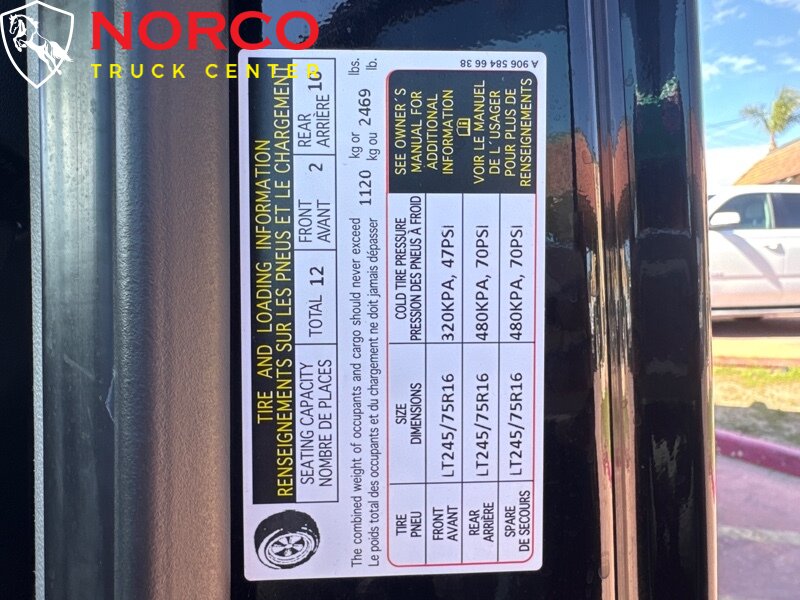 NORCO
TRUCK CENTER
TIRE AND LOADING INFORMATION
RENSEIGNEMENTS SUR LES PNEUS ET LE CHARGEMENT
SEATING CAPACITY
NOMBRE DE PLACES
TOTAL 12
FRONT
AVANT 2
REAR
ARRIÈRE 10
The combined weight of occupants and cargo should never exceed 1120 kg or 2469 lbs.
Le poids total des occupants et du chargement ne doit jamais dépasser 1120 kg ou 2469 lb.
TIRE
PNEU
SIZE
DIMENSIONS
COLD TIRE PRESSURE
PRESSION DES PNEUS À FROID
FRONT
AVANT
LT245/75R16
320KPA, 47PSI
REAR
ARRIÈRE
LT245/75R16
480KPA, 70PSI
SPARE
DE SECOURS
LT245/75R16
480KPA, 70PSI
SEE OWNER'S
MANUAL FOR
ADDITIONAL
INFORMATION
VOIR LE MANUEL
DE L'USAGER
POUR PLUS DE
RENSEIGNEMENTS
A 906 584 66 38